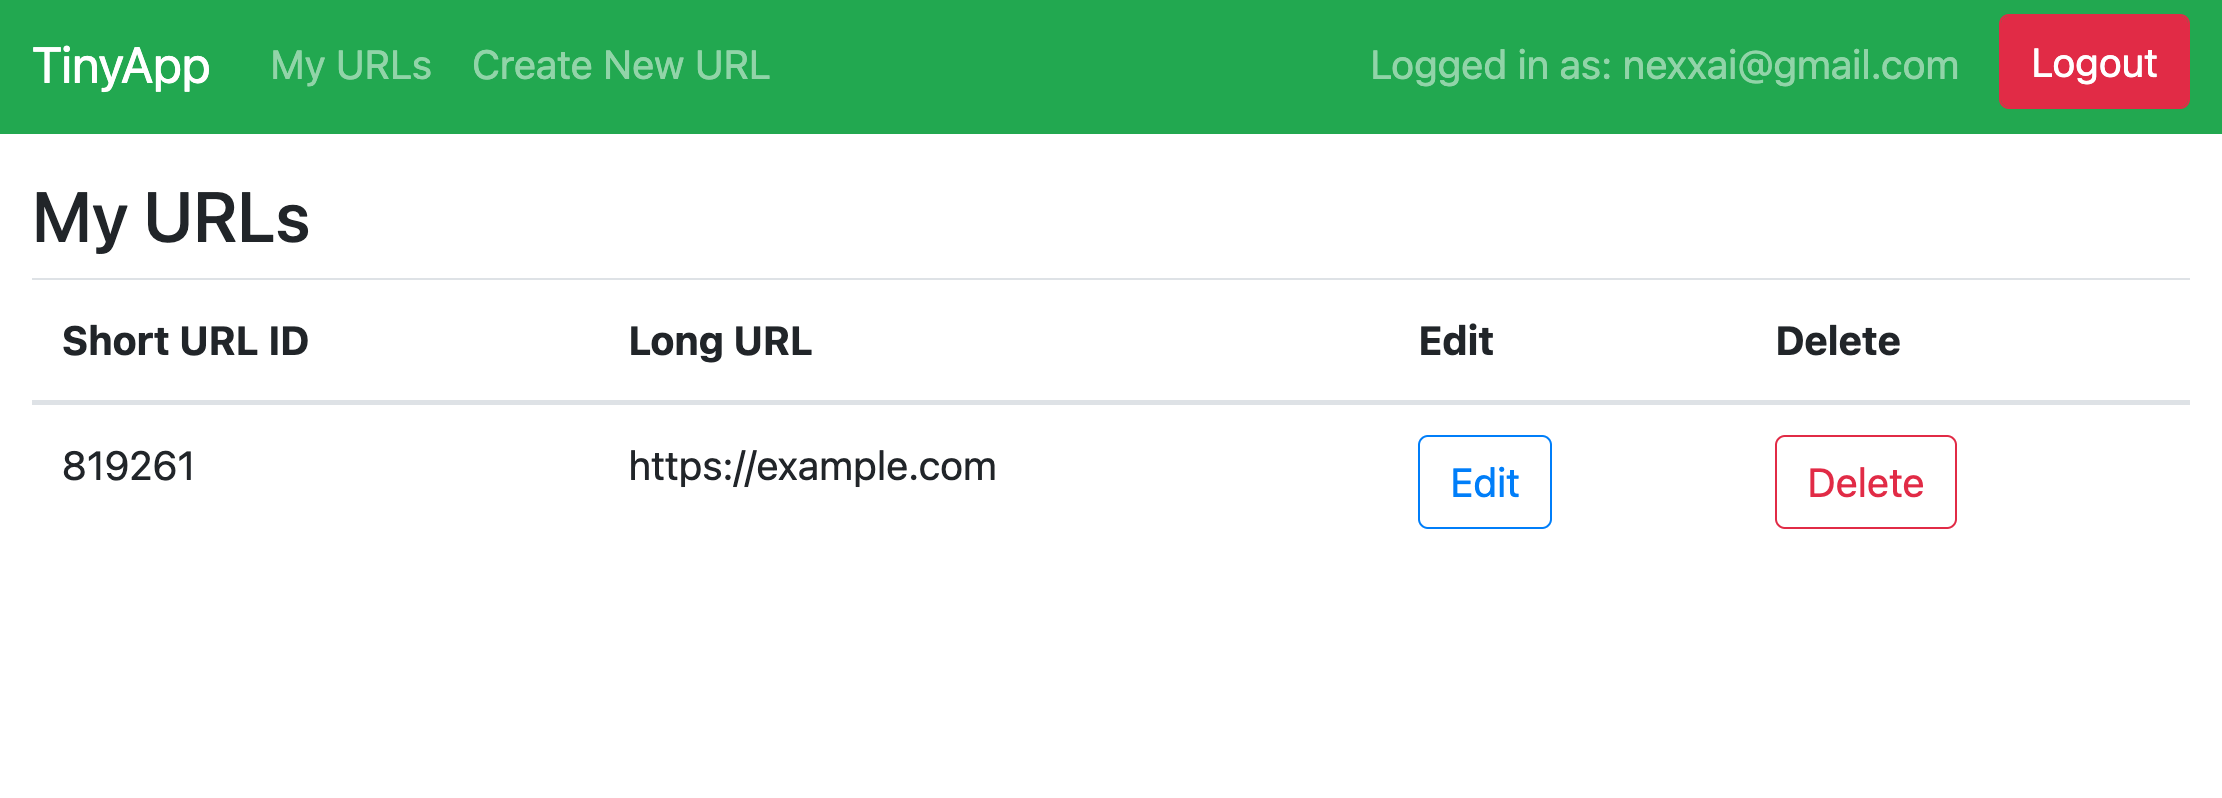 TinyApp My URLs Create New URL Logged in as: nexxai@gmail.com Logout
My URLs
Short URL ID Long URL Edit Delete
819261 https://example.com Edit Delete